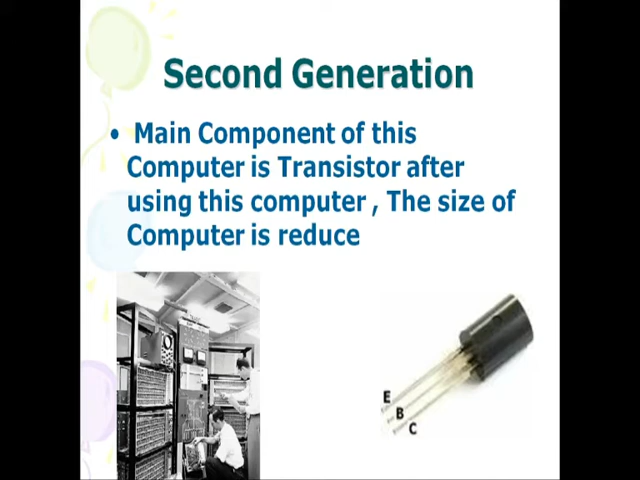 Second Generation
• Main Component of this
Computer is Transistor after
using this computer , The size of
Computer is reduce
E
B
C